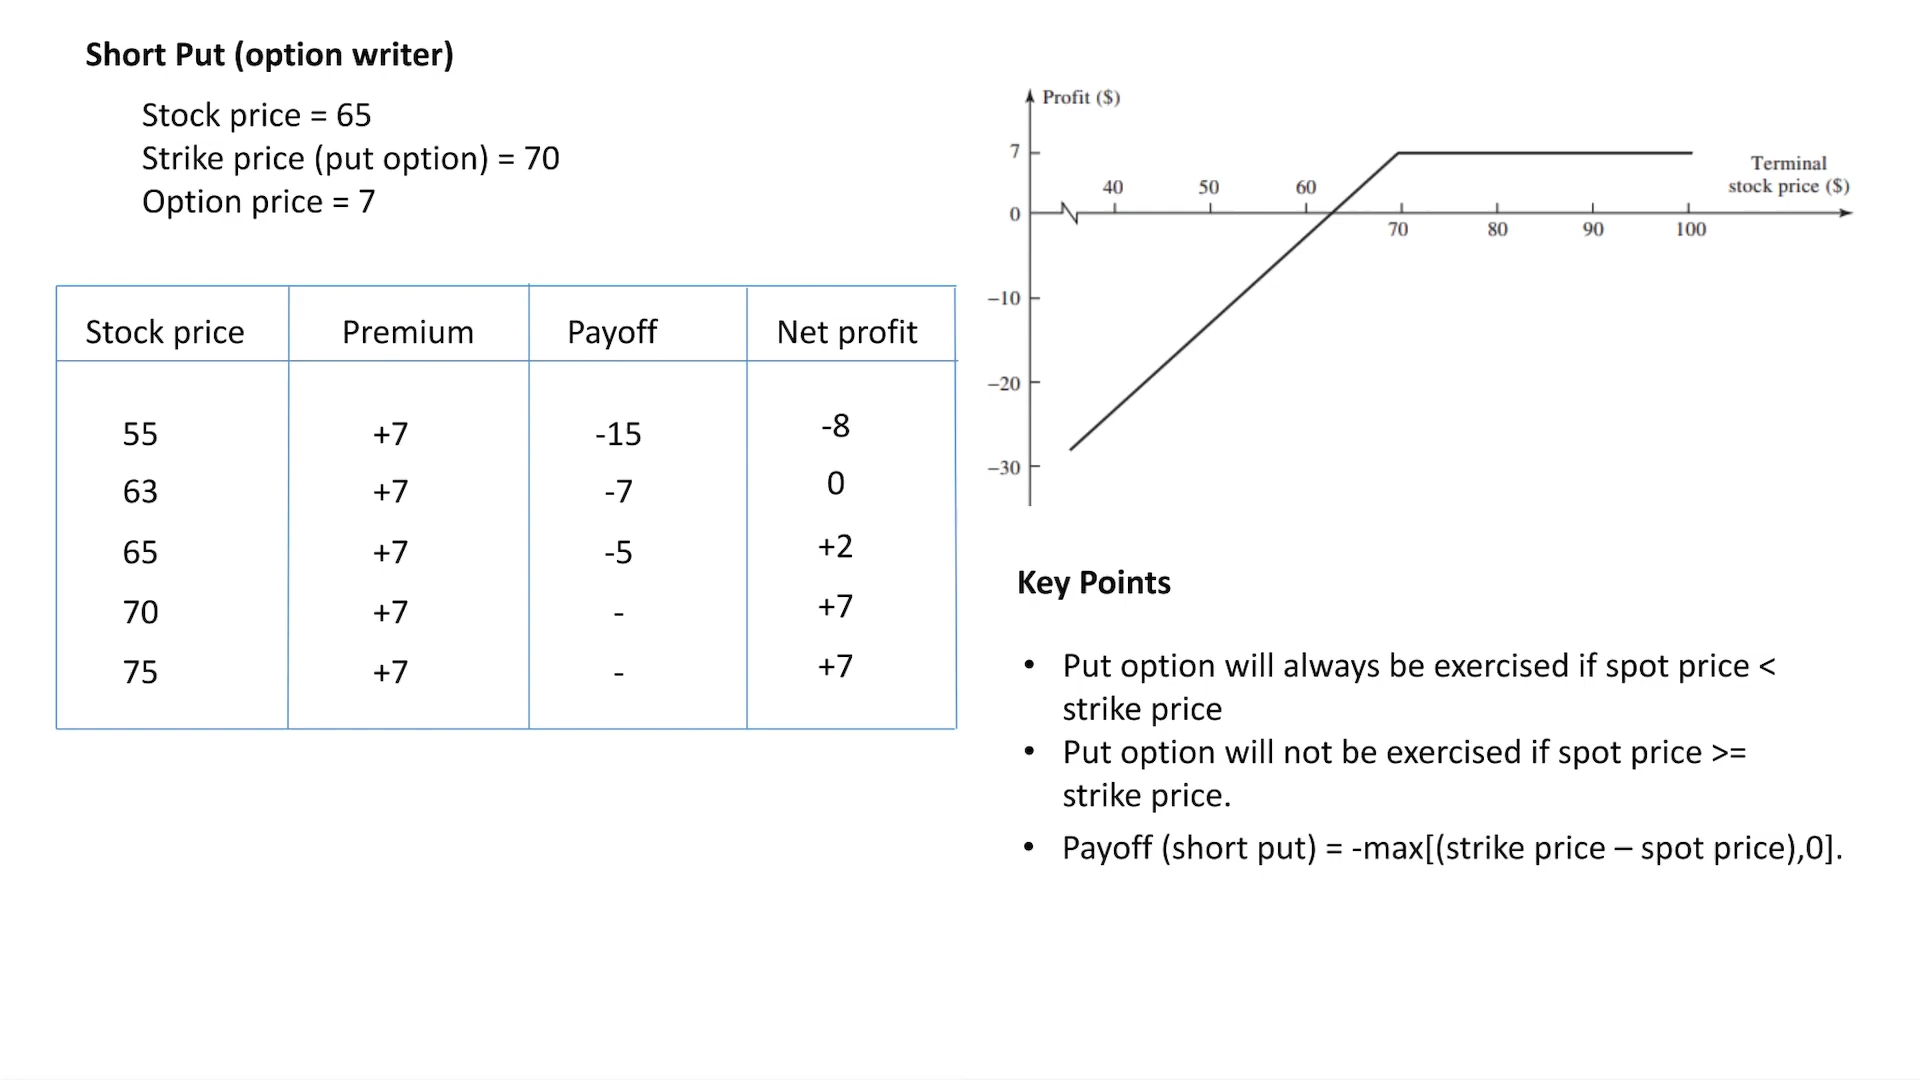 Short Put (option writer)
Stock price = 65
Strike price (put option) = 70
Option price = 7
Stock price Premium Payoff Net profit
55 +7 -15 -8
63 +7 -7 0
65 +7 -5 +2
70 +7 - +7
75 +7 - +7
Profit ($)
7
0
−10
−20
−30
40 50 60
70 80 90 100
Terminal
stock price ($)
Key Points
• Put option will always be exercised if spot price <
strike price
• Put option will not be exercised if spot price >=
strike price.
• Payoff (short put) = -max[(strike price – spot price),0].